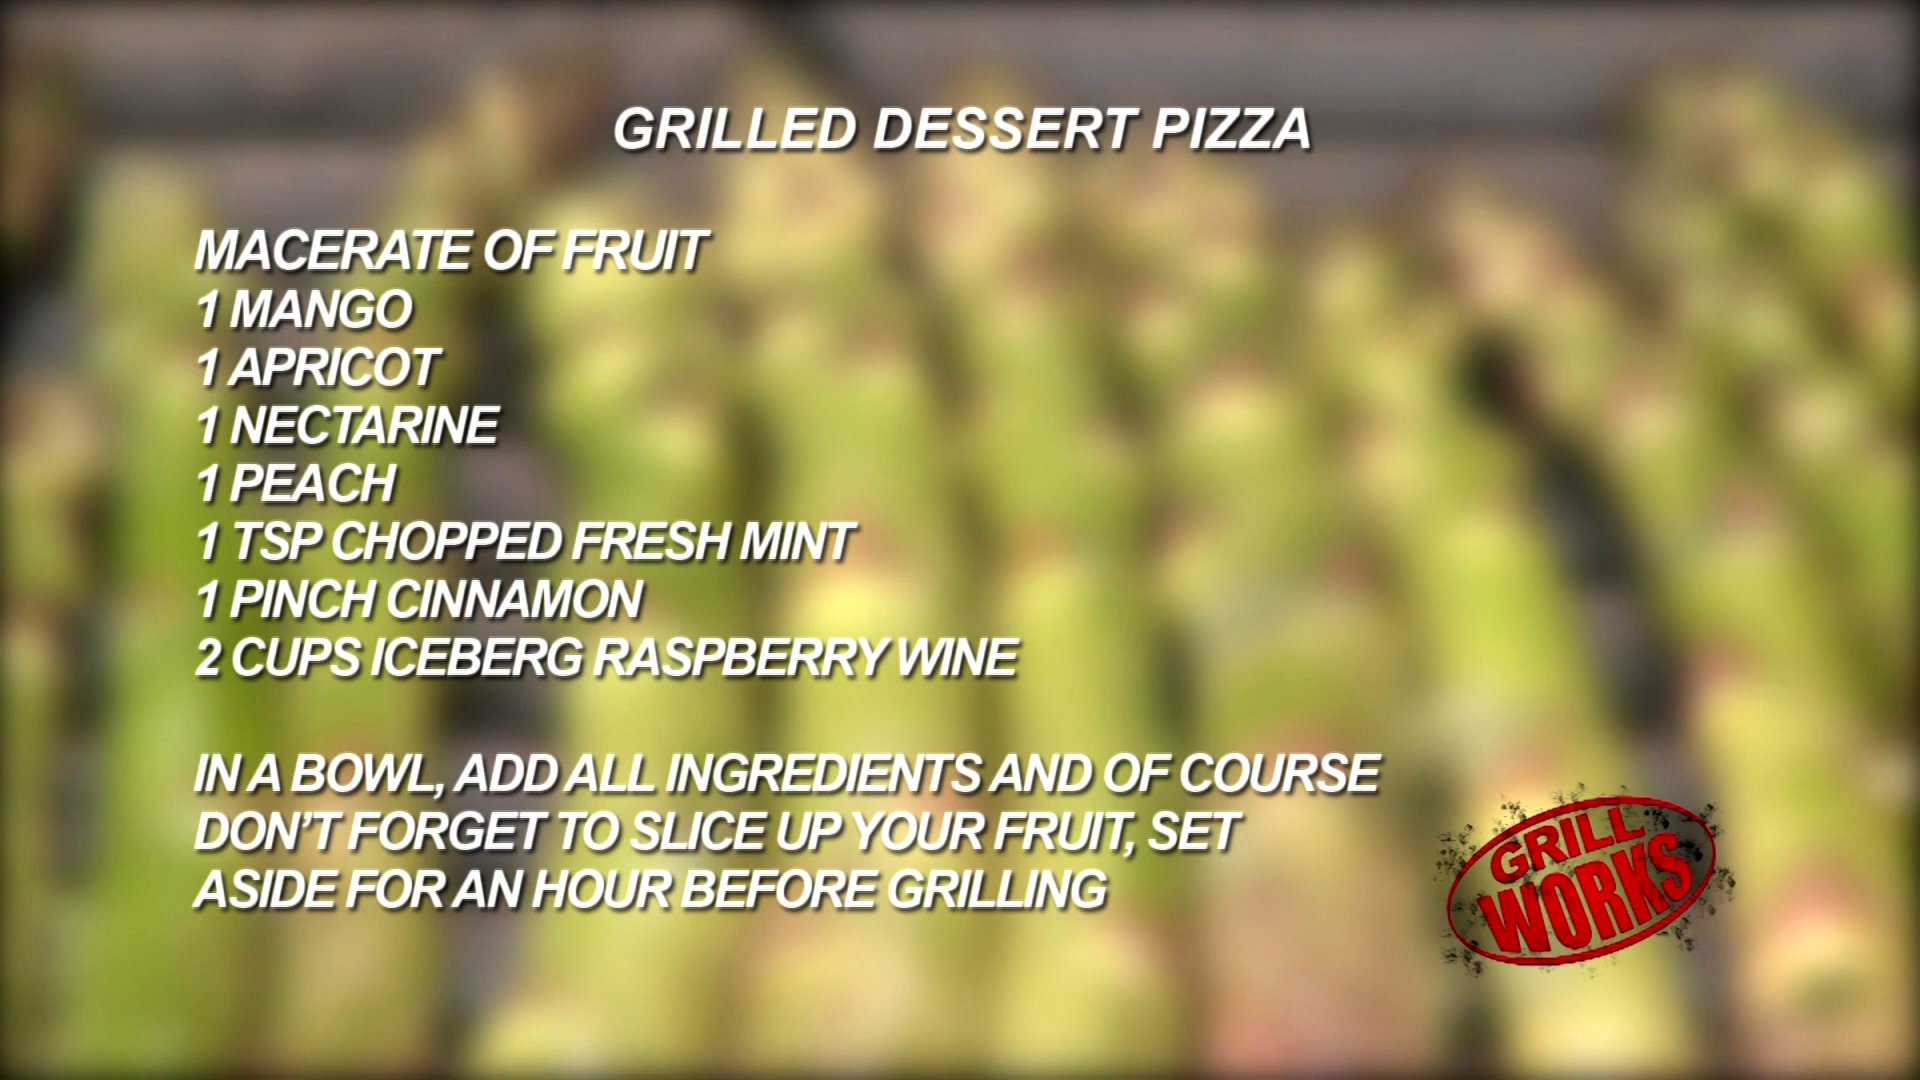 GRILLED DESSERT PIZZA
MACERATE OF FRUIT
1 MANGO
1 APRICOT
1 NECTARINE
1 PEACH
1 TSP CHOPPED FRESH MINT
1 PINCH CINNAMON
2 CUPS ICEBERG RASPBERRY WINE
IN A BOWL, ADD ALL INGREDIENTS AND OF COURSE
DON'T FORGET TO SLICE UP YOUR FRUIT, SET
ASIDE FOR AN HOUR BEFORE GRILLING
GRILL
WORKS